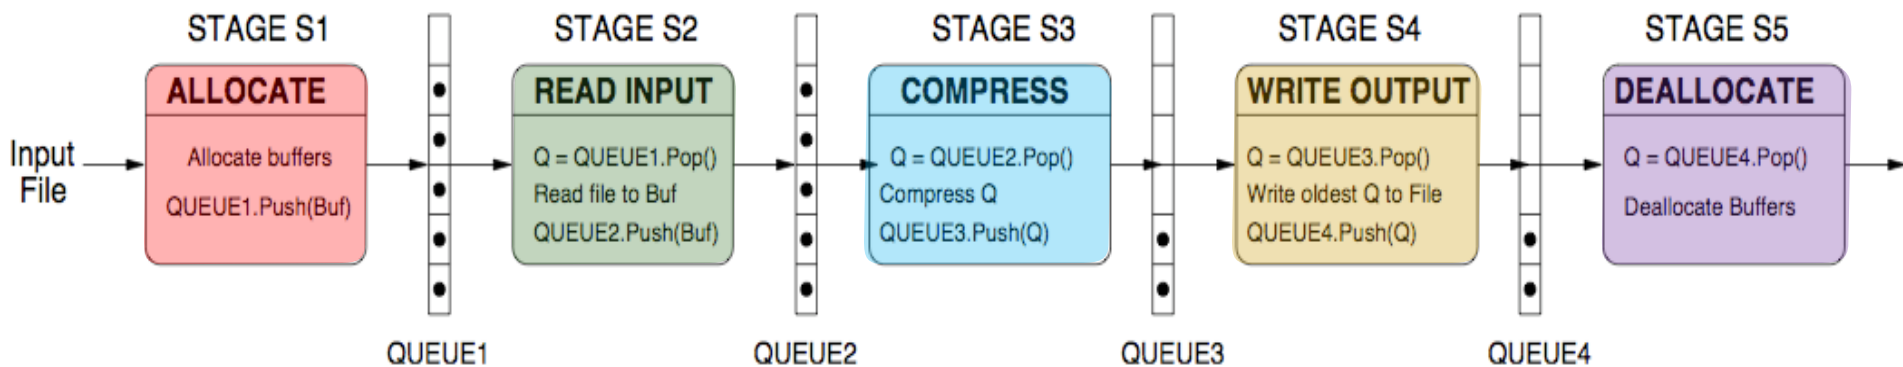 STAGE S1
STAGE S2
STAGE S3
STAGE S4
STAGE S5
Input
File
ALLOCATE
Allocate buffers
QUEUE1.Push(Buf)
READ INPUT
Q = QUEUE1.Pop()
Read file to Buf
QUEUE2.Push(Buf)
COMPRESS
Q = QUEUE2.Pop()
Compress Q
QUEUE3.Push(Q)
WRITE OUTPUT
Q = QUEUE3.Pop()
Write oldest Q to File
QUEUE4.Push(Q)
DEALLOCATE
Q = QUEUE4.Pop()
Deallocate Buffers
QUEUE1
QUEUE2
QUEUE3
QUEUE4